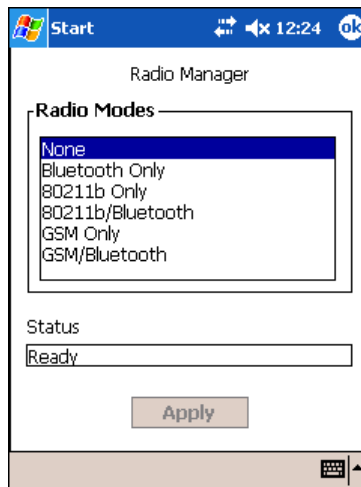 Start 12:24 ok
Radio Manager
Radio Modes
None
Bluetooth Only
80211b Only
80211b/Bluetooth
GSM Only
GSM/Bluetooth
Status
Ready
Apply